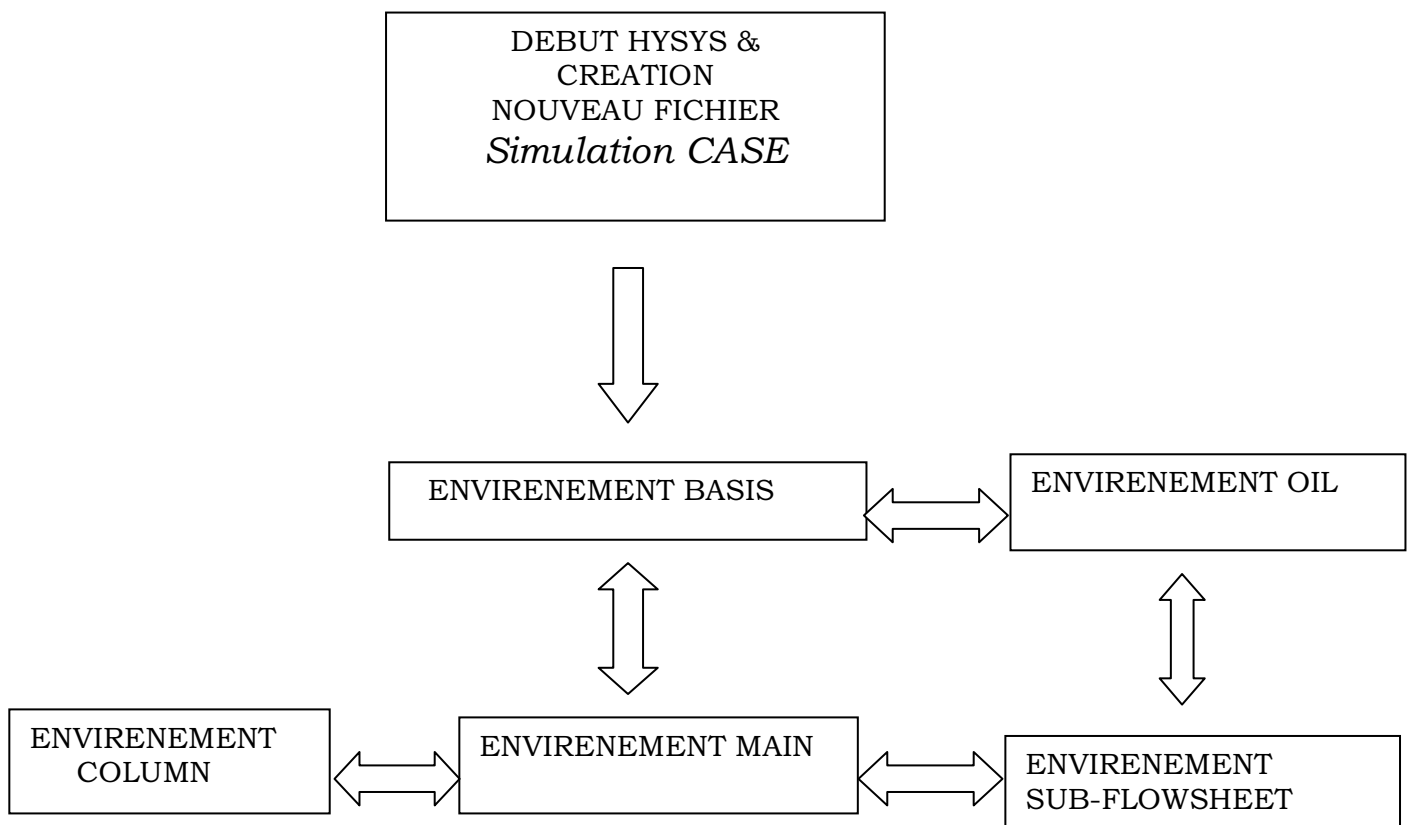 DEBUT HYSYS &
CREATION
NOUVEAU FICHIER
Simulation CASE
ENVIRENEMENT BASIS
ENVIRENEMENT OIL
ENVIRENEMENT
COLUMN
ENVIRENEMENT MAIN
ENVIRENEMENT
SUB-FLOWSHEET